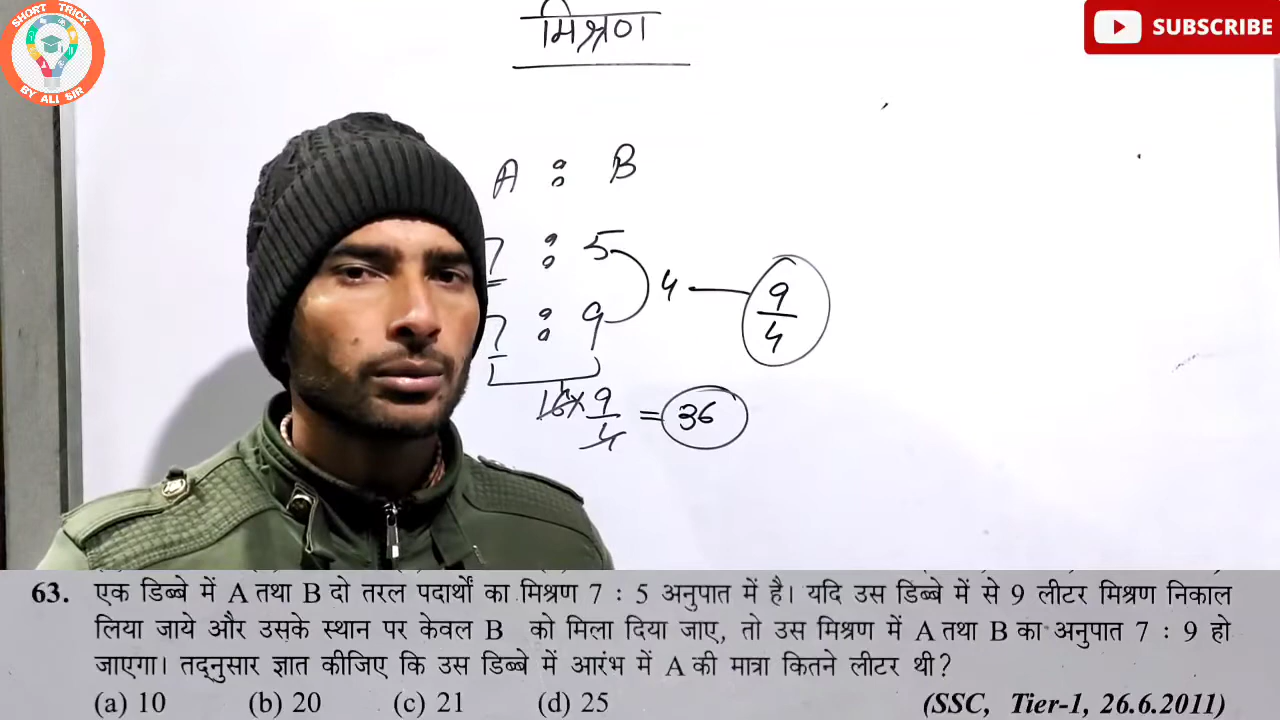 SHORT TRICK
BY ALI SIR
SUBSCRIBE
मिश्रण
A : B
7 : 5
4 — 9/4
7 : 9
16 × 9/4 = 36
63. एक डिब्बे में A तथा B दो तरल पदार्थों का मिश्रण 7 : 5 अनुपात में है। यदि उस डिब्बे में से 9 लीटर मिश्रण निकाल
लिया जाये और उसके स्थान पर केवल B को मिला दिया जाए, तो उस मिश्रण में A तथा B का अनुपात 7 : 9 हो
जाएगा। तद्नुसार ज्ञात कीजिए कि उस डिब्बे में आरंभ में A की मात्रा कितने लीटर थी?
(a) 10 (b) 20 (c) 21 (d) 25 (SSC, Tier-1, 26.6.2011)